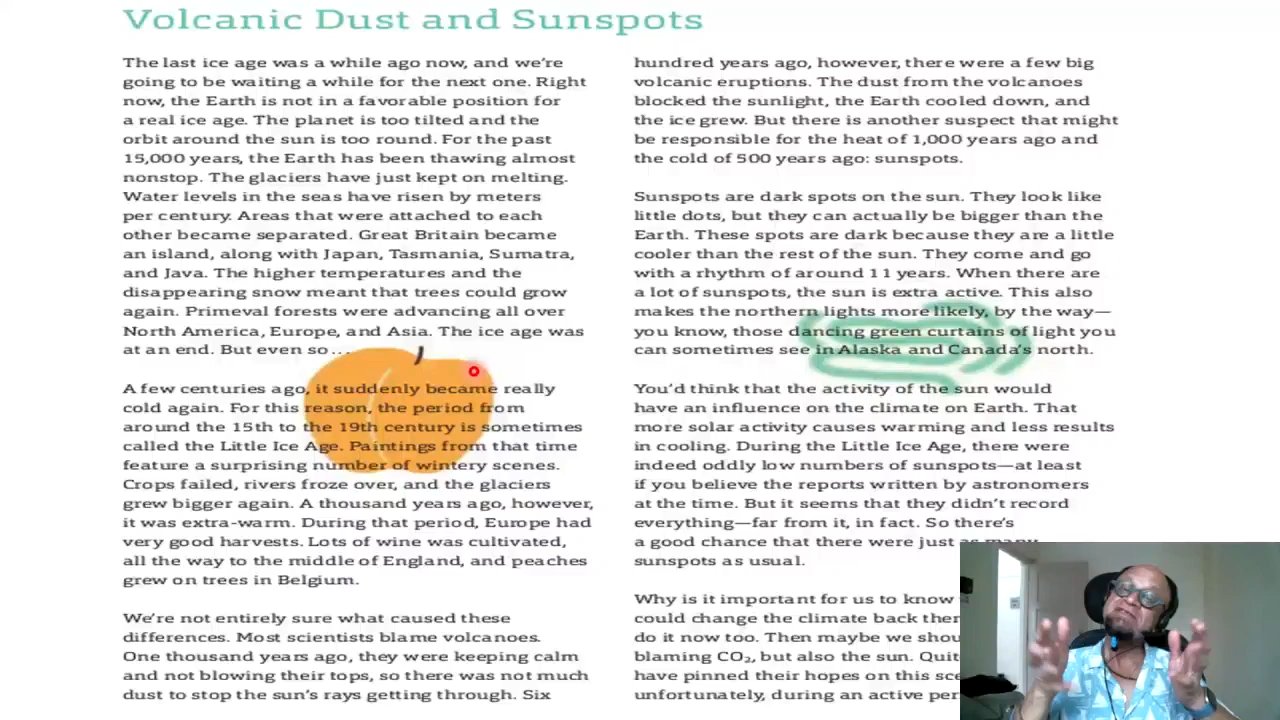 Volcanic Dust and Sunspots
The last ice age was a while ago now, and we're
going to be waiting a while for the next one. Right
now, the Earth is not in a favorable position for
a real ice age. The planet is too tilted and the
orbit around the sun is too round. For the past
15,000 years, the Earth has been thawing almost
nonstop. The glaciers have just kept on melting.
Water levels in the seas have risen by meters
per century. Areas that were attached to each
other became separated. Great Britain became
an island, along with Japan, Tasmania, Sumatra,
and Java. The higher temperatures and the
disappearing snow meant that trees could grow
again. Primeval forests were advancing all over
North America, Europe, and Asia. The ice age was
at an end. But even so...
A few centuries ago, it suddenly became really
cold again. For this reason, the period from
around the 15th to the 19th century is sometimes
called the Little Ice Age. Paintings from that time
feature a surprising number of wintery scenes.
Crops failed, rivers froze over, and the glaciers
grew bigger again. A thousand years ago, however,
it was extra-warm. During that period, Europe had
very good harvests. Lots of wine was cultivated,
all the way to the middle of England, and peaches
grew on trees in Belgium.
We're not entirely sure what caused these
differences. Most scientists blame volcanoes.
One thousand years ago, they were keeping calm
and not blowing their tops, so there was not much
dust to stop the sun's rays getting through. Six
hundred years ago, however, there were a few big
volcanic eruptions. The dust from the volcanoes
blocked the sunlight, the Earth cooled down, and
the ice grew. But there is another suspect that might
be responsible for the heat of 1,000 years ago and
the cold of 500 years ago: sunspots.
Sunspots are dark spots on the sun. They look like
little dots, but they can actually be bigger than the
Earth. These spots are dark because they are a little
cooler than the rest of the sun. They come and go
with a rhythm of around 11 years. When there are
a lot of sunspots, the sun is extra active. This also
makes the northern lights more likely, by the way—
you know, those dancing green curtains of light you
can sometimes see in Alaska and Canada's north.
You'd think that the activity of the sun would
have an influence on the climate on Earth. That
more solar activity causes warming and less results
in cooling. During the Little Ice Age, there were
indeed oddly low numbers of sunspots—at least
if you believe the reports written by astronomers
at the time. But it seems that they didn't record
everything—far from it, in fact. So there's
a good chance that there were just as many
sunspots as usual.
Why is it important for us to know
could change the climate back
do it now too. Then maybe we
blaming CO₂, but also the sun.
have pinned their hopes on this
unfortunately, during an active